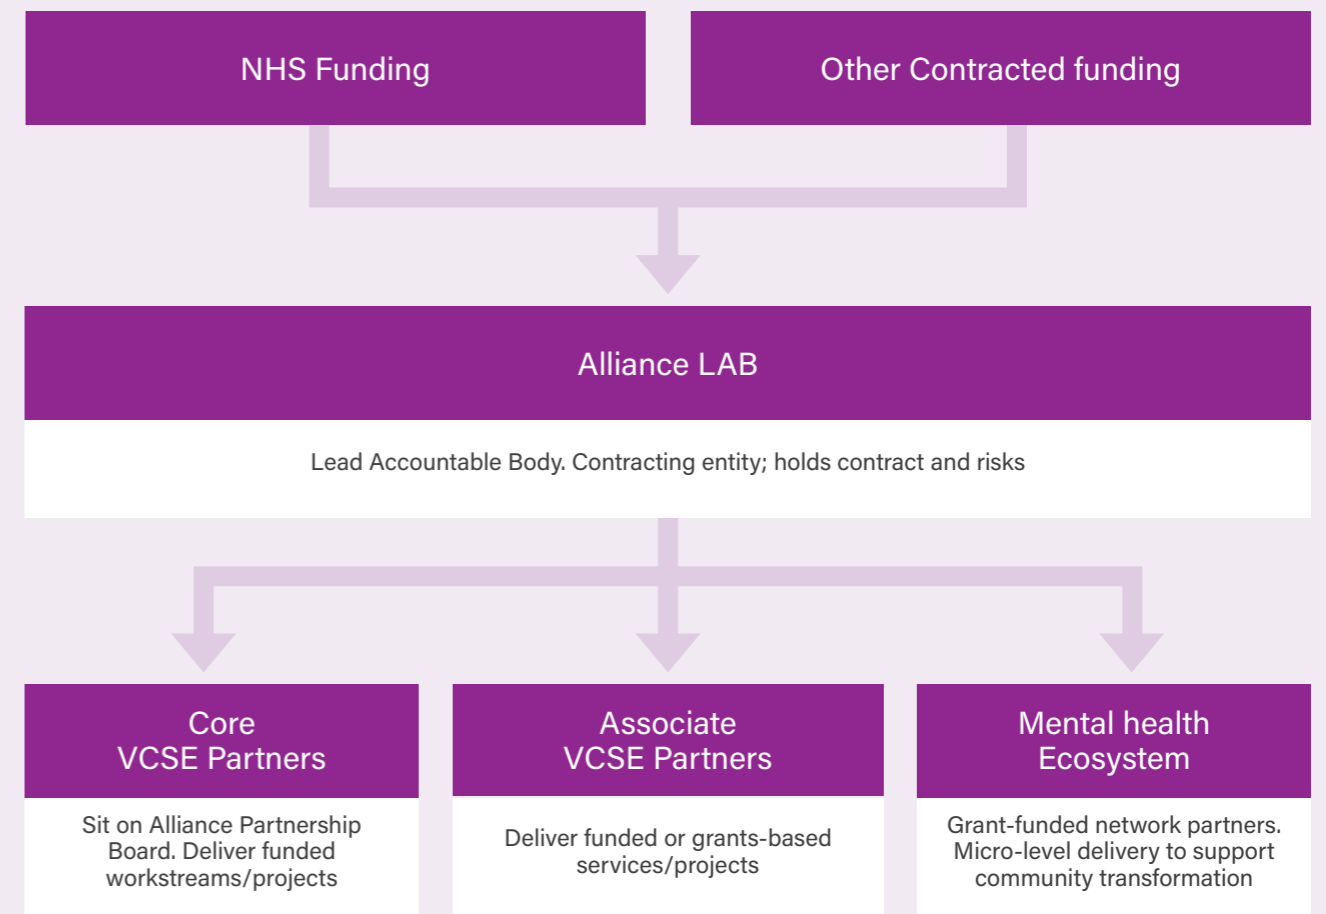 NHS Funding
Other Contracted funding
Alliance LAB
Lead Accountable Body. Contracting entity; holds contract and risks
Core
VCSE Partners
Sit on Alliance Partnership
Board. Deliver funded
workstreams/projects
Associate
VCSE Partners
Deliver funded or grants-based
services/projects
Mental health
Ecosystem
Grant-funded network partners.
Micro-level delivery to support
community transformation